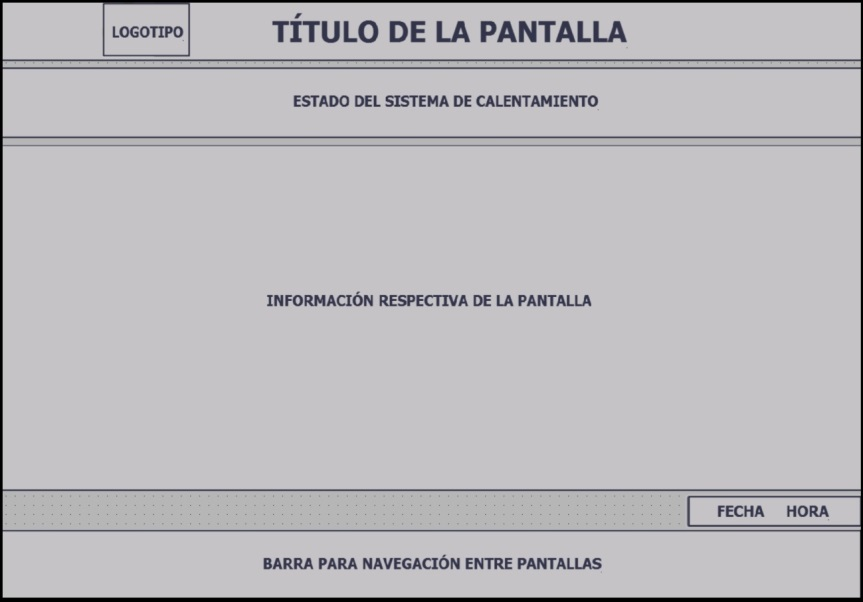 LOGOTIPO
TÍTULO DE LA PANTALLA
ESTADO DEL SISTEMA DE CALENTAMIENTO
INFORMACIÓN RESPECTIVA DE LA PANTALLA
FECHA HORA
BARRA PARA NAVEGACIÓN ENTRE PANTALLAS